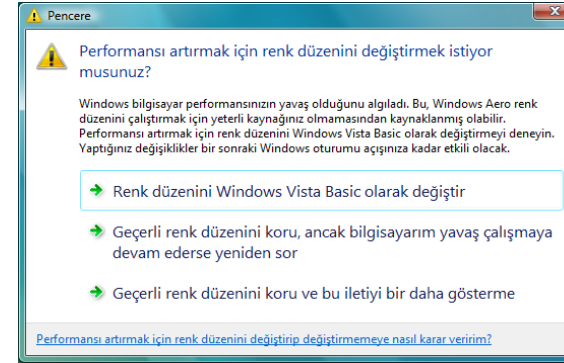 Pencere
Performansı artırmak için renk düzenini değiştirmek istiyor
musunuz?
Windows bilgisayar performansınızın yavaş olduğunu algıladı. Bu, Windows Aero renk
düzenini çalıştırmak için yeterli kaynağınız olmamasından kaynaklanmış olabilir.
Performansı artırmak için renk düzenini Windows Vista Basic olarak değiştirmeyi deneyin.
Yaptığınız değişiklikler bir sonraki Windows oturumu açışınıza kadar etkili olacak.
Renk düzenini Windows Vista Basic olarak değiştir
Geçerli renk düzenini koru, ancak bilgisayarım yavaş çalışmaya
devam ederse yeniden sor
Geçerli renk düzenini koru ve bu iletiyi bir daha gösterme
Performansı artırmak için renk düzenini değiştirip değiştirmemeye nasıl karar veririm?